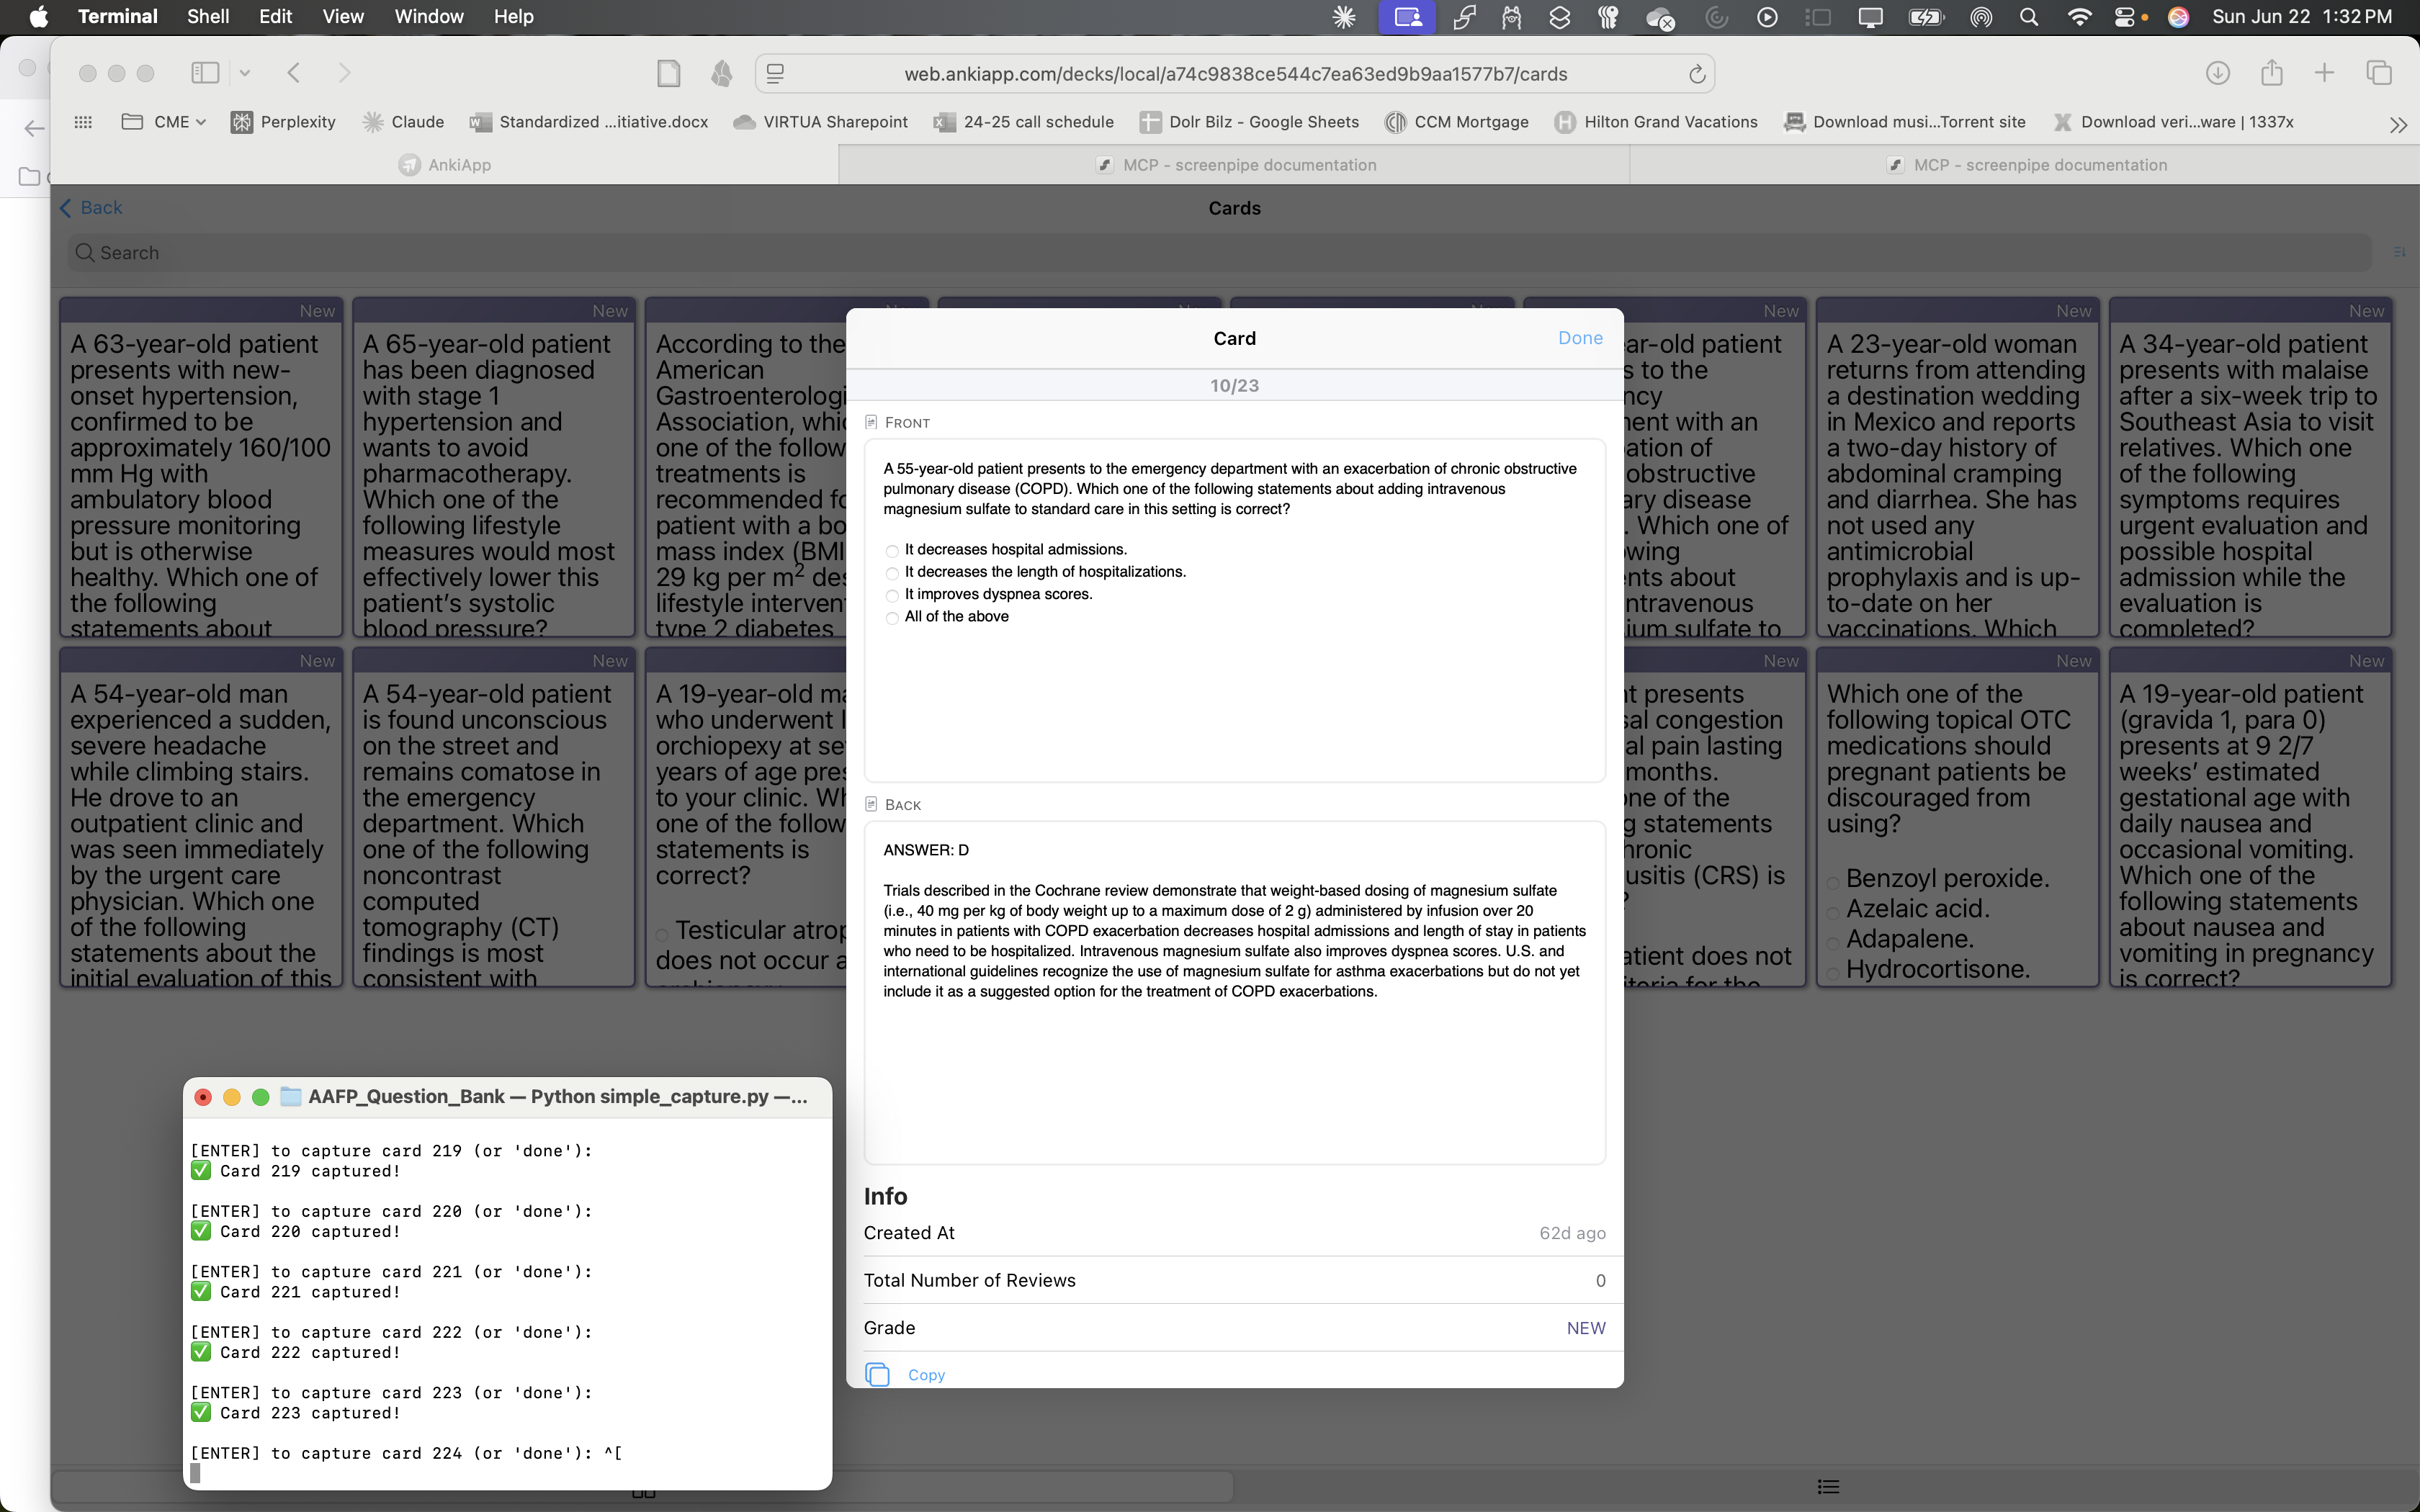 Terminal Shell Edit View Window Help Sun Jun 22 1:32 PM
web.ankiapp.com/decks/local/a74c9838ce544c7ea63ed9b9aa1577b7/cards
CME Perplexity Claude Standardized ...itiative.docx VIRTUA Sharepoint 24-25 call schedule Dolr Bilz - Google Sheets CCM Mortgage Hilton Grand Vacations Download musi...Torrent site Download veri...ware | 1337x
AnkiApp MCP - screenpipe documentation MCP - screenpipe documentation
Back Cards
Search
New
A 63-year-old patient
presents with new-
onset hypertension,
confirmed to be
approximately 160/100
mm Hg with
ambulatory blood
pressure monitoring
but is otherwise
healthy. Which one of
the following
statements about
New
A 65-year-old patient
has been diagnosed
with stage 1
hypertension and
wants to avoid
pharmacotherapy.
Which one of the
following lifestyle
measures would most
effectively lower this
patient's systolic
blood pressure?
According to the
American
Gastroenterologi
Association, whi
one of the follow
treatments is
recommended fo
patient with a bo
mass index (BMI
29 kg per m2 des
lifestyle interven
type 2 diabetes
New
ar-old patient
s to the
ncy
ent with an
ation of
obstructive
ry disease
. Which one of
wing
nts about
ntravenous
ium sulfate to
New
A 23-year-old woman
returns from attending
a destination wedding
in Mexico and reports
a two-day history of
abdominal cramping
and diarrhea. She has
not used any
antimicrobial
prophylaxis and is up-
to-date on her
vaccinations. Which
New
A 34-year-old patient
presents with malaise
after a six-week trip to
Southeast Asia to visit
relatives. Which one
of the following
symptoms requires
urgent evaluation and
possible hospital
admission while the
evaluation is
completed?
New
A 54-year-old man
experienced a sudden,
severe headache
while climbing stairs.
He drove to an
outpatient clinic and
was seen immediately
by the urgent care
physician. Which one
of the following
statements about the
initial evaluation of this
New
A 54-year-old patient
is found unconscious
on the street and
remains comatose in
the emergency
department. Which
one of the following
noncontrast
computed
tomography (CT)
findings is most
consistent with
A 19-year-old ma
who underwent l
orchiopexy at se
years of age pres
to your clinic. Wh
one of the follow
statements is
correct?
Testicular atrop
does not occur a
New
t presents
sal congestion
al pain lasting
months.
ne of the
g statements
hronic
usitis (CRS) is
?
atient does not
New
Which one of the
following topical OTC
medications should
pregnant patients be
discouraged from
using?
Benzoyl peroxide.
Azelaic acid.
Adapalene.
Hydrocortisone.
New
A 19-year-old patient
(gravida 1, para 0)
presents at 9 2/7
weeks' estimated
gestational age with
daily nausea and
occasional vomiting.
Which one of the
following statements
about nausea and
vomiting in pregnancy
is correct?
Card Done
10/23
FRONT
A 55-year-old patient presents to the emergency department with an exacerbation of chronic obstructive
pulmonary disease (COPD). Which one of the following statements about adding intravenous
magnesium sulfate to standard care in this setting is correct?
It decreases hospital admissions.
It decreases the length of hospitalizations.
It improves dyspnea scores.
All of the above
BACK
ANSWER: D
Trials described in the Cochrane review demonstrate that weight-based dosing of magnesium sulfate
(i.e., 40 mg per kg of body weight up to a maximum dose of 2 g) administered by infusion over 20
minutes in patients with COPD exacerbation decreases hospital admissions and length of stay in patients
who need to be hospitalized. Intravenous magnesium sulfate also improves dyspnea scores. U.S. and
international guidelines recognize the use of magnesium sulfate for asthma exacerbations but do not yet
include it as a suggested option for the treatment of COPD exacerbations.
Info
Created At 62d ago
Total Number of Reviews 0
Grade NEW
Copy
AAFP_Question_Bank — Python simple_capture.py —...
[ENTER] to capture card 219 (or 'done'):
✅ Card 219 captured!
[ENTER] to capture card 220 (or 'done'):
✅ Card 220 captured!
[ENTER] to capture card 221 (or 'done'):
✅ Card 221 captured!
[ENTER] to capture card 222 (or 'done'):
✅ Card 222 captured!
[ENTER] to capture card 223 (or 'done'):
✅ Card 223 captured!
[ENTER] to capture card 224 (or 'done'): ^[